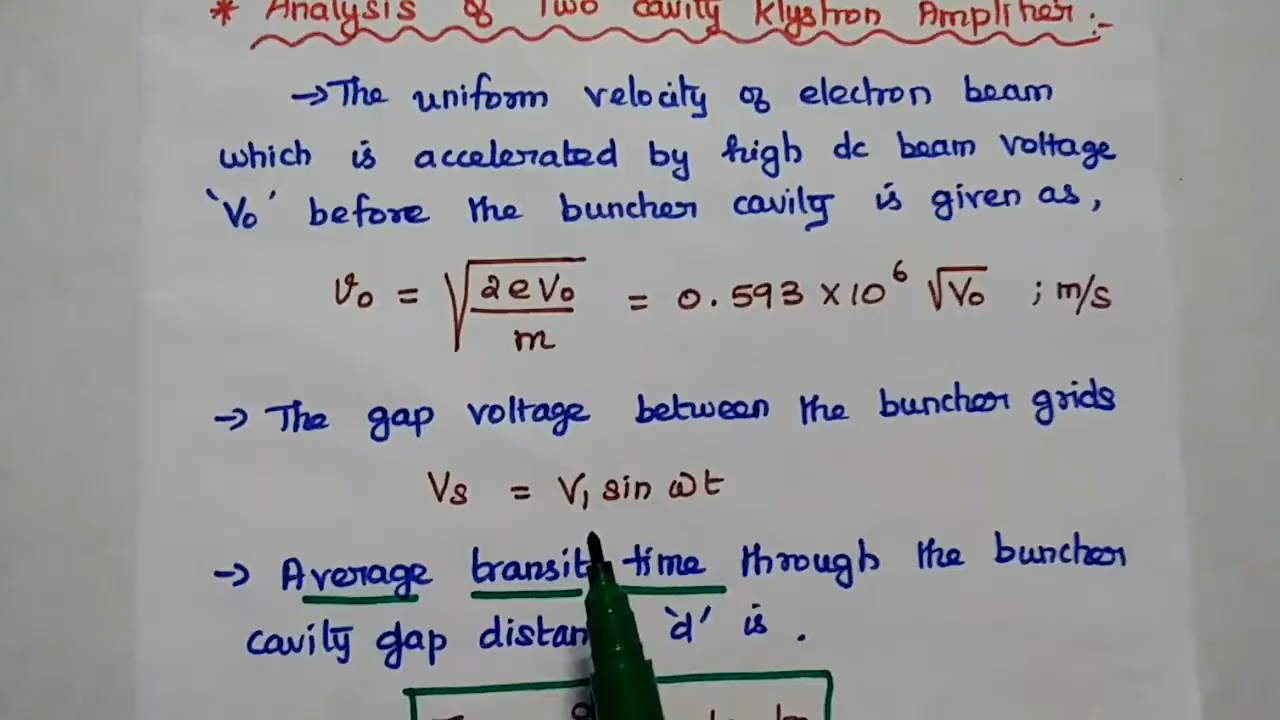 * Analysis of Two Cavity Klystron Amplifier :-
→ The uniform velocity of electron beam
which is accelerated by high dc beam voltage
'V₀' before the buncher cavity is given as,
v₀ = √(2eV₀/m) = 0.593 × 10⁶ √V₀ ; m/s
→ The gap voltage between the buncher grids
Vs = V₁ sin ωt
→ Average transit time through the buncher
cavity gap distan 'd' is .